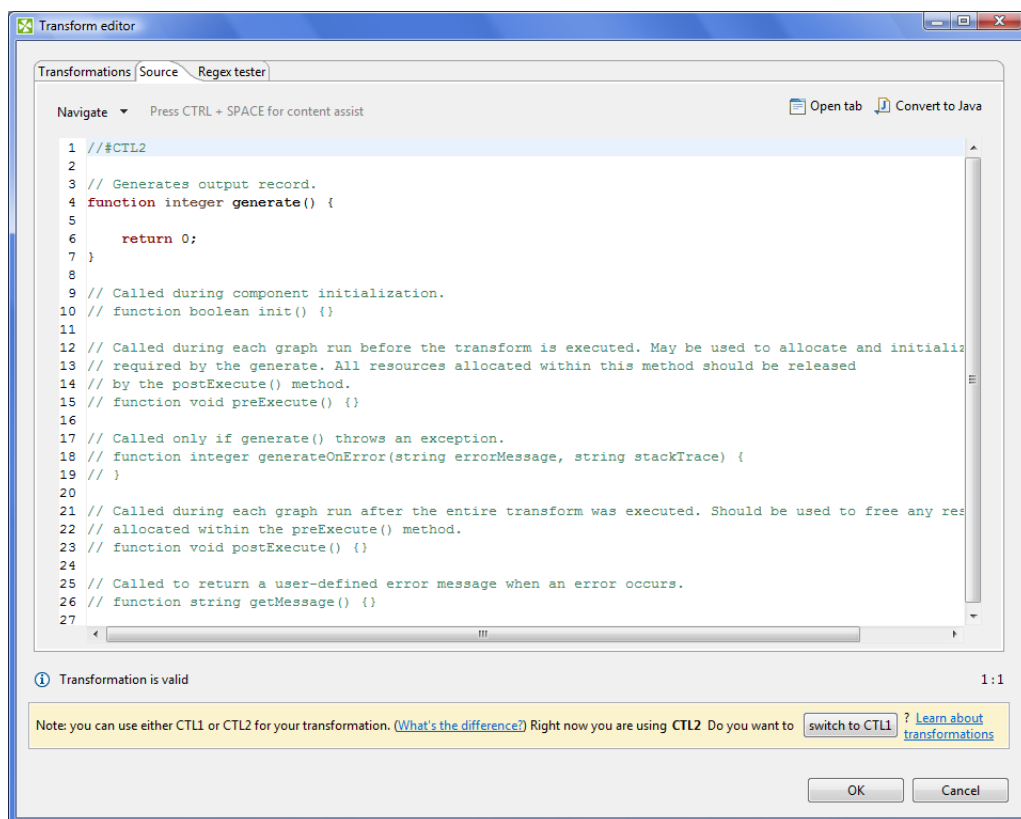 Transform editor
Transformations Source Regex tester
Navigate Press CTRL + SPACE for content assist Open tab Convert to Java
1 //#CTL2
2
3 // Generates output record.
4 function integer generate() {
5
6 return 0;
7 }
8
9 // Called during component initialization.
10 // function boolean init() {}
11
12 // Called during each graph run before the transform is executed. May be used to allocate and initializ
13 // required by the generate. All resources allocated within this method should be released
14 // by the postExecute() method.
15 // function void preExecute() {}
16
17 // Called only if generate() throws an exception.
18 // function integer generateOnError(string errorMessage, string stackTrace) {
19 // }
20
21 // Called during each graph run after the entire transform was executed. Should be used to free any res
22 // allocated within the preExecute() method.
23 // function void postExecute() {}
24
25 // Called to return a user-defined error message when an error occurs.
26 // function string getMessage() {}
27
Transformation is valid 1:1
Note: you can use either CTL1 or CTL2 for your transformation. (What's the difference?) Right now you are using CTL2 Do you want to switch to CTL1 ? Learn about
transformations
OK Cancel